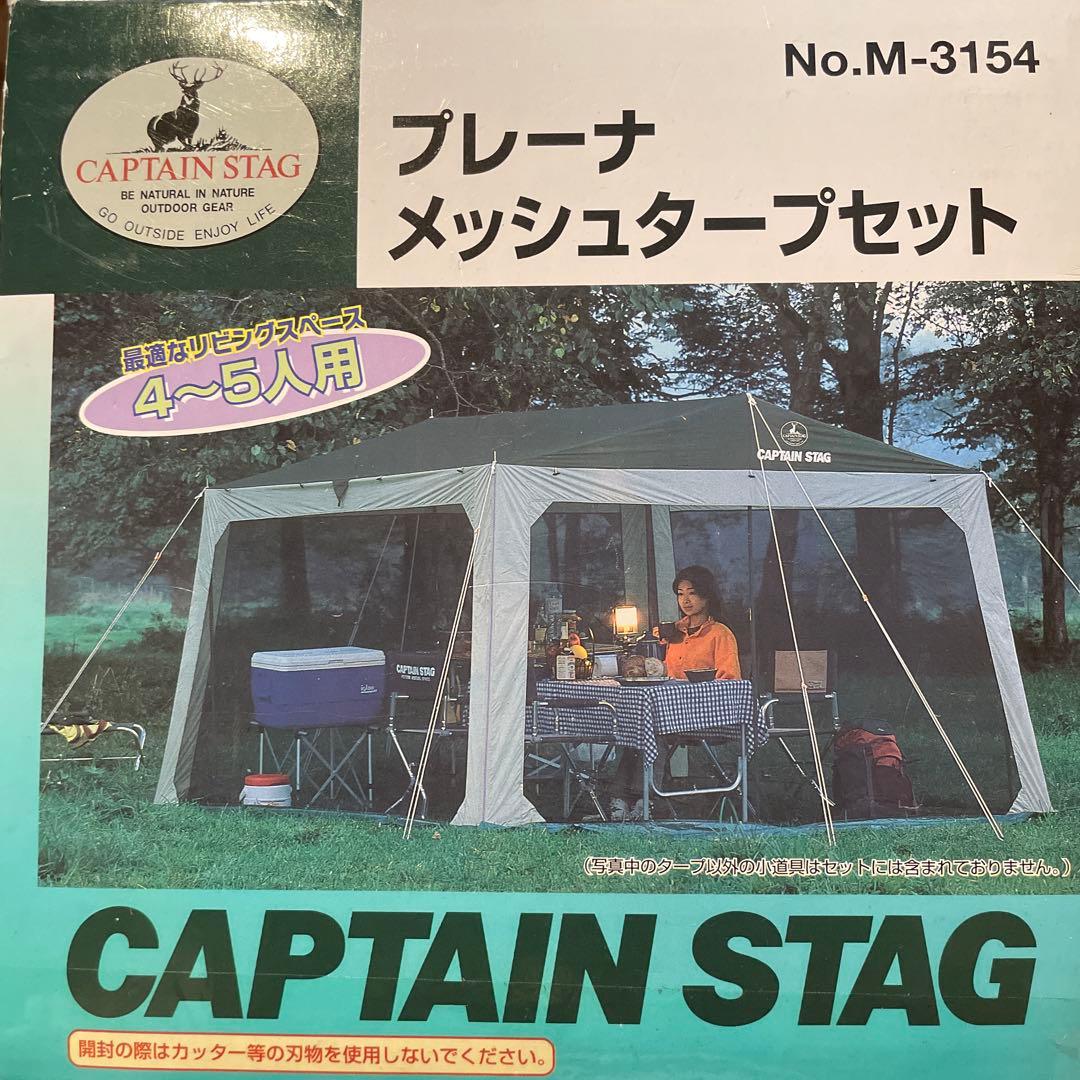 CAPTAIN STAG
BE NATURAL IN NATURE
OUTDOOR GEAR
GO OUTSIDE ENJOY LIFE
No.M-3154
プレーナ
メッシュタープセット
最適なリビングスペース
4〜5人用
CAPTAIN STAG
CAPTAIN STAG
igloo
(写真中のタープ以外の小道具はセットには含まれておりません。)
CAPTAIN STAG
開封の際はカッター等の刃物を使用しないでください。